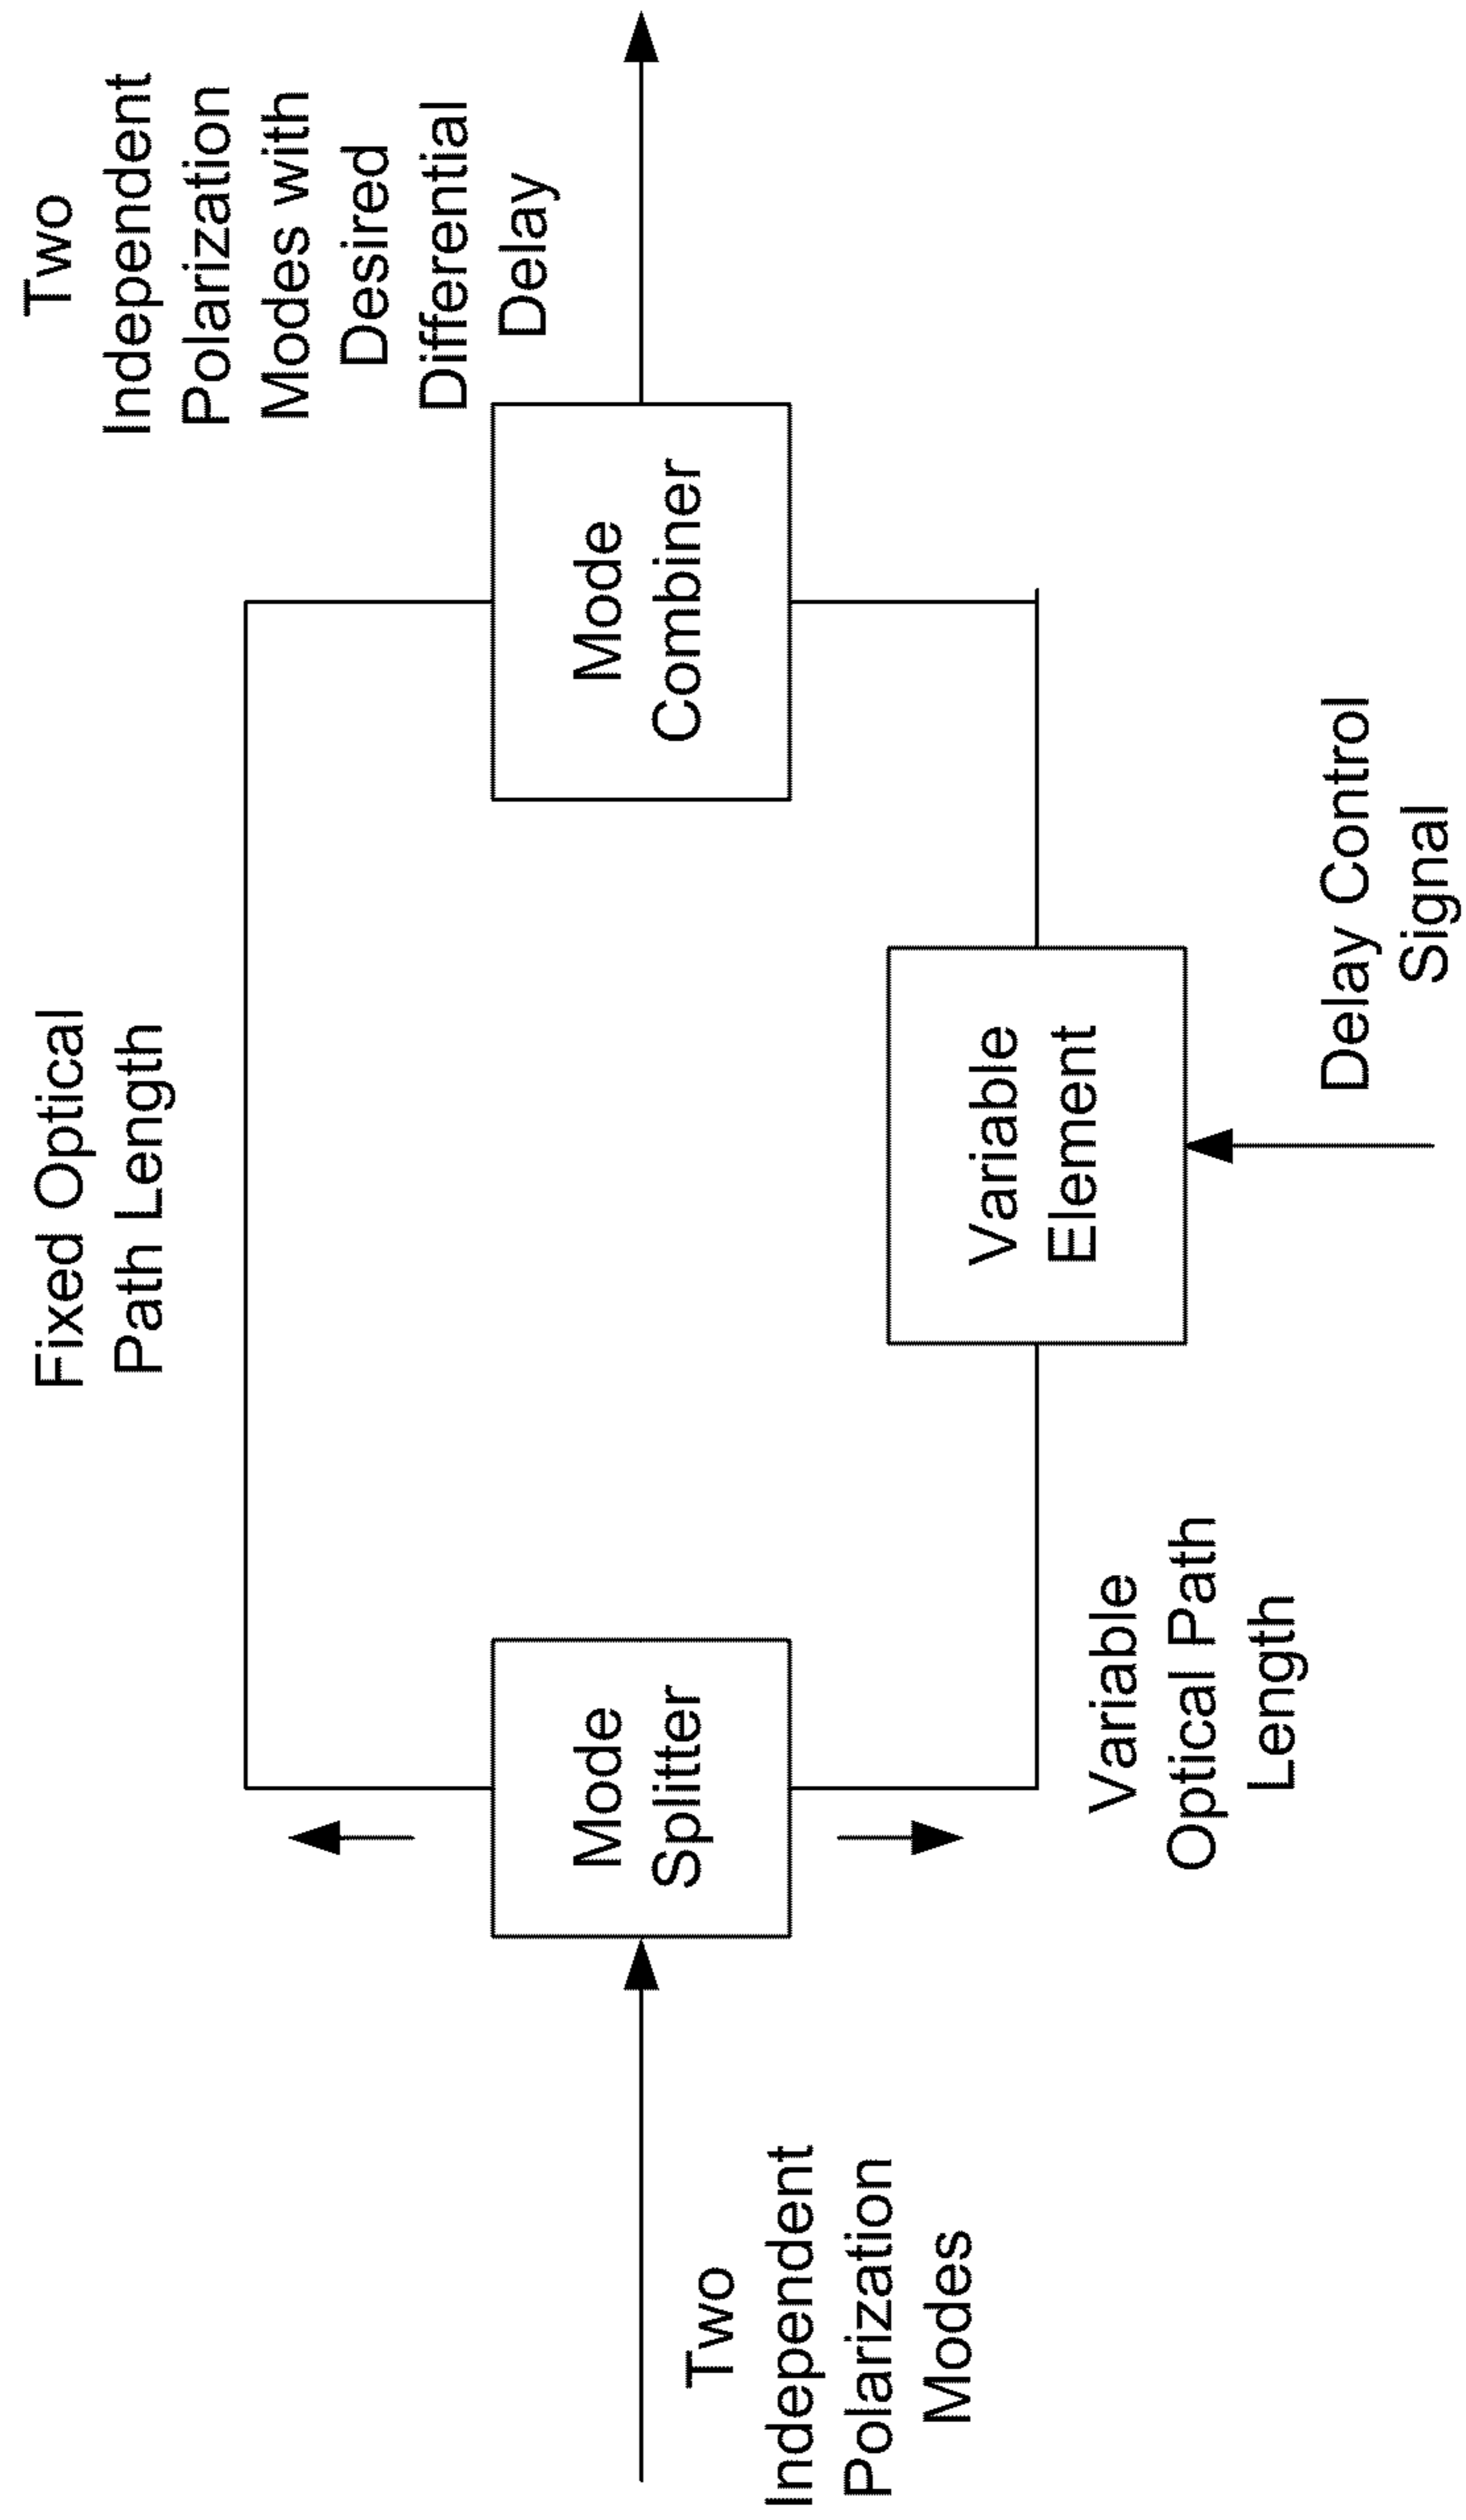 Two
Independent
Polarization
Modes
Mode
Splitter
Fixed Optical
Path Length
Variable
Optical Path
Length
Variable
Element
Delay Control
Signal
Mode
Combiner
Two
Independent
Polarization
Modes with
Desired
Differential
Delay